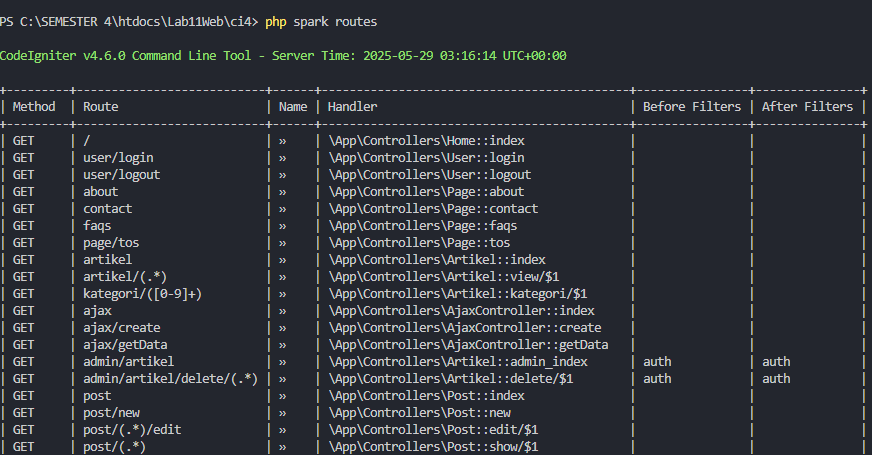 PS C:\SEMESTER 4\htdocs\Lab11Web\ci4> php spark routes
CodeIgniter v4.6.0 Command Line Tool - Server Time: 2025-05-29 03:16:14 UTC+00:00
+---------+---------------------------+------+--------------------------------------------+----------------+---------------+
| Method | Route | Name | Handler | Before Filters | After Filters |
+---------+---------------------------+------+--------------------------------------------+----------------+---------------+
| GET | / | » | \App\Controllers\Home::index | | |
| GET | user/login | » | \App\Controllers\User::login | | |
| GET | user/logout | » | \App\Controllers\User::logout | | |
| GET | about | » | \App\Controllers\Page::about | | |
| GET | contact | » | \App\Controllers\Page::contact | | |
| GET | faqs | » | \App\Controllers\Page::faqs | | |
| GET | page/tos | » | \App\Controllers\Page::tos | | |
| GET | artikel | » | \App\Controllers\Artikel::index | | |
| GET | artikel/(.*) | » | \App\Controllers\Artikel::view/$1 | | |
| GET | kategori/([0-9]+) | » | \App\Controllers\Artikel::kategori/$1 | | |
| GET | ajax | » | \App\Controllers\AjaxController::index | | |
| GET | ajax/create | » | \App\Controllers\AjaxController::create | | |
| GET | ajax/getData | » | \App\Controllers\AjaxController::getData | | |
| GET | admin/artikel | » | \App\Controllers\Artikel::admin_index | auth | auth |
| GET | admin/artikel/delete/(.*) | » | \App\Controllers\Artikel::delete/$1 | auth | auth |
| GET | post | » | \App\Controllers\Post::index | | |
| GET | post/new | » | \App\Controllers\Post::new | | |
| GET | post/(.*)/edit | » | \App\Controllers\Post::edit/$1 | | |
| GET | post/(.*) | » | \App\Controllers\Post::show/$1 | | |